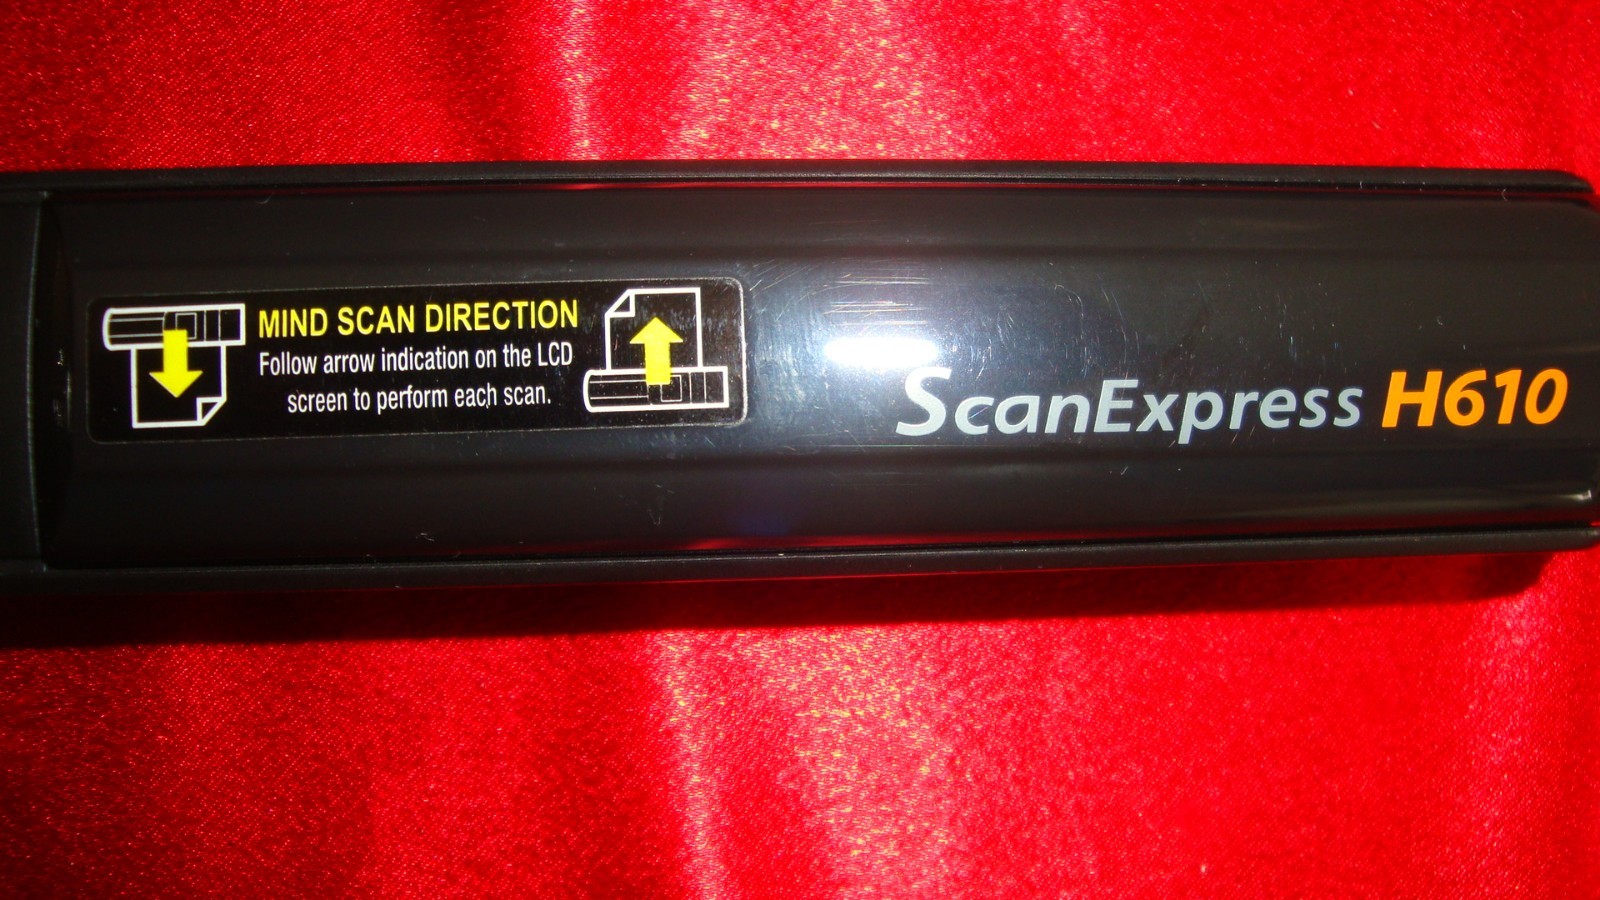 MIND SCAN DIRECTION
Follow arrow indication on the LCD
screen to perform each scan.
ScanExpress H610